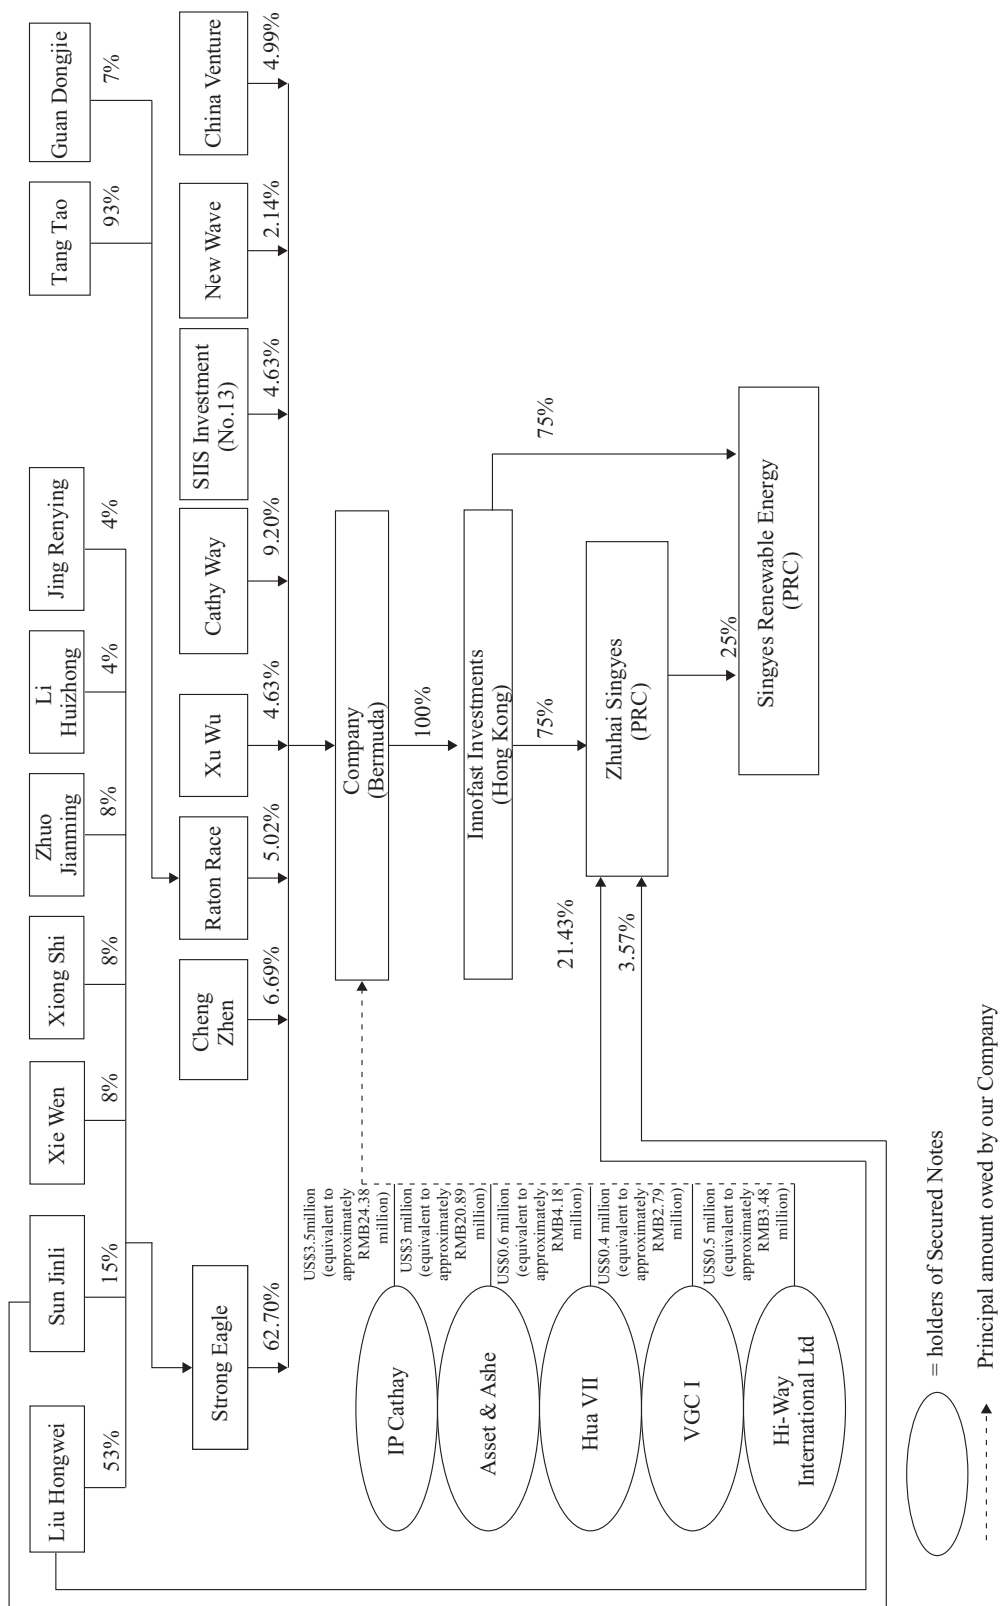 Liu Hongwei
Sun Jinli
Xie Wen
Xiong Shi
Zhuo
Jianming
Li
Huizhong
Jing Renying
Tang Tao
Guan Dongjie
53%
15%
8%
8%
8%
4%
4%
93%
7%
Strong Eagle
Cheng
Zhen
Raton Race
Xu Wu
Cathy Way
SIIS Investment
(No.13)
New Wave
China Venture
62.70%
6.69%
5.02%
4.63%
9.20%
4.63%
2.14%
4.99%
Company
(Bermuda)
100%
Innofast Investments
(Hong Kong)
75%
75%
21.43%
3.57%
Zhuhai Singyes
(PRC)
25%
Singyes Renewable Energy
(PRC)
IP Cathay
US$3.5million
(equivalent to
approximately
RMB24.38
million)
Asset & Ashe
US$3 million
(equivalent to
approximately
RMB20.89
million)
Hua VII
US$0.6 million
(equivalent to
approximately
RMB4.18
million)
VGC I
US$0.4 million
(equivalent to
approximately
RMB2.79
million)
Hi-Way
International Ltd
US$0.5 million
(equivalent to
approximately
RMB3.48
million)
= holders of Secured Notes
Principal amount owed by our Company